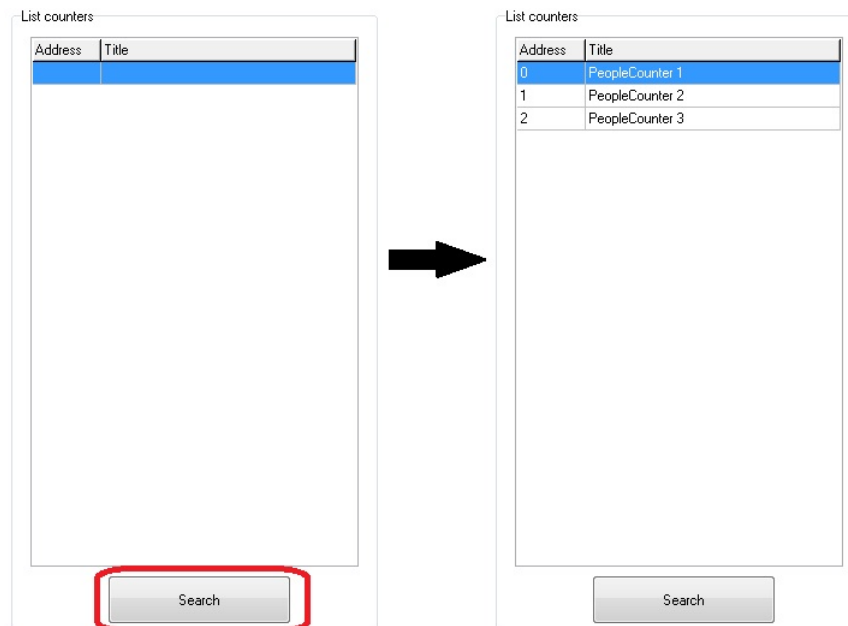 List counters
Address Title
Search
List counters
Address Title
0 PeopleCounter 1
1 PeopleCounter 2
2 PeopleCounter 3
Search